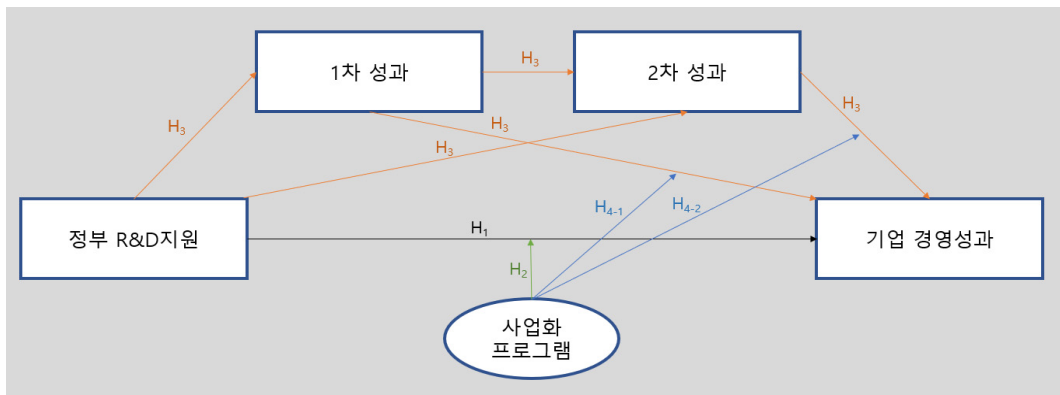 1차 성과
H₃
2차 성과
H₃
H₃
H₃
H₃
정부 R&D지원
H₁
H₄₋₁
H₄₋₂
기업 경영성과
H₂
사업화
프로그램